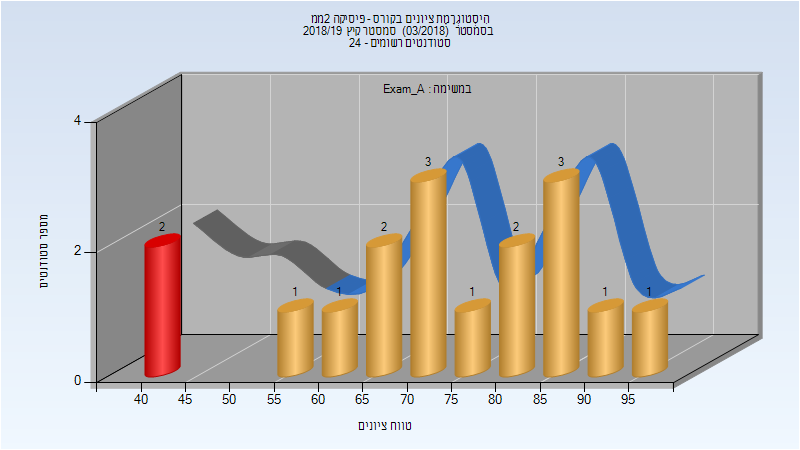 היסטוגרמת ציונים בקורס - פיסיקה 2ממ
בסמסטר (03/2018) סמסטר קיץ 2018/19
סטודנטים רשומים - 24
במשימה : Exam_A
מספר סטודנטים
4
2
0
2
1
1
2
3
1
2
3
1
1
40 45 50 55 60 65 70 75 80 85 90 95
טווח ציונים